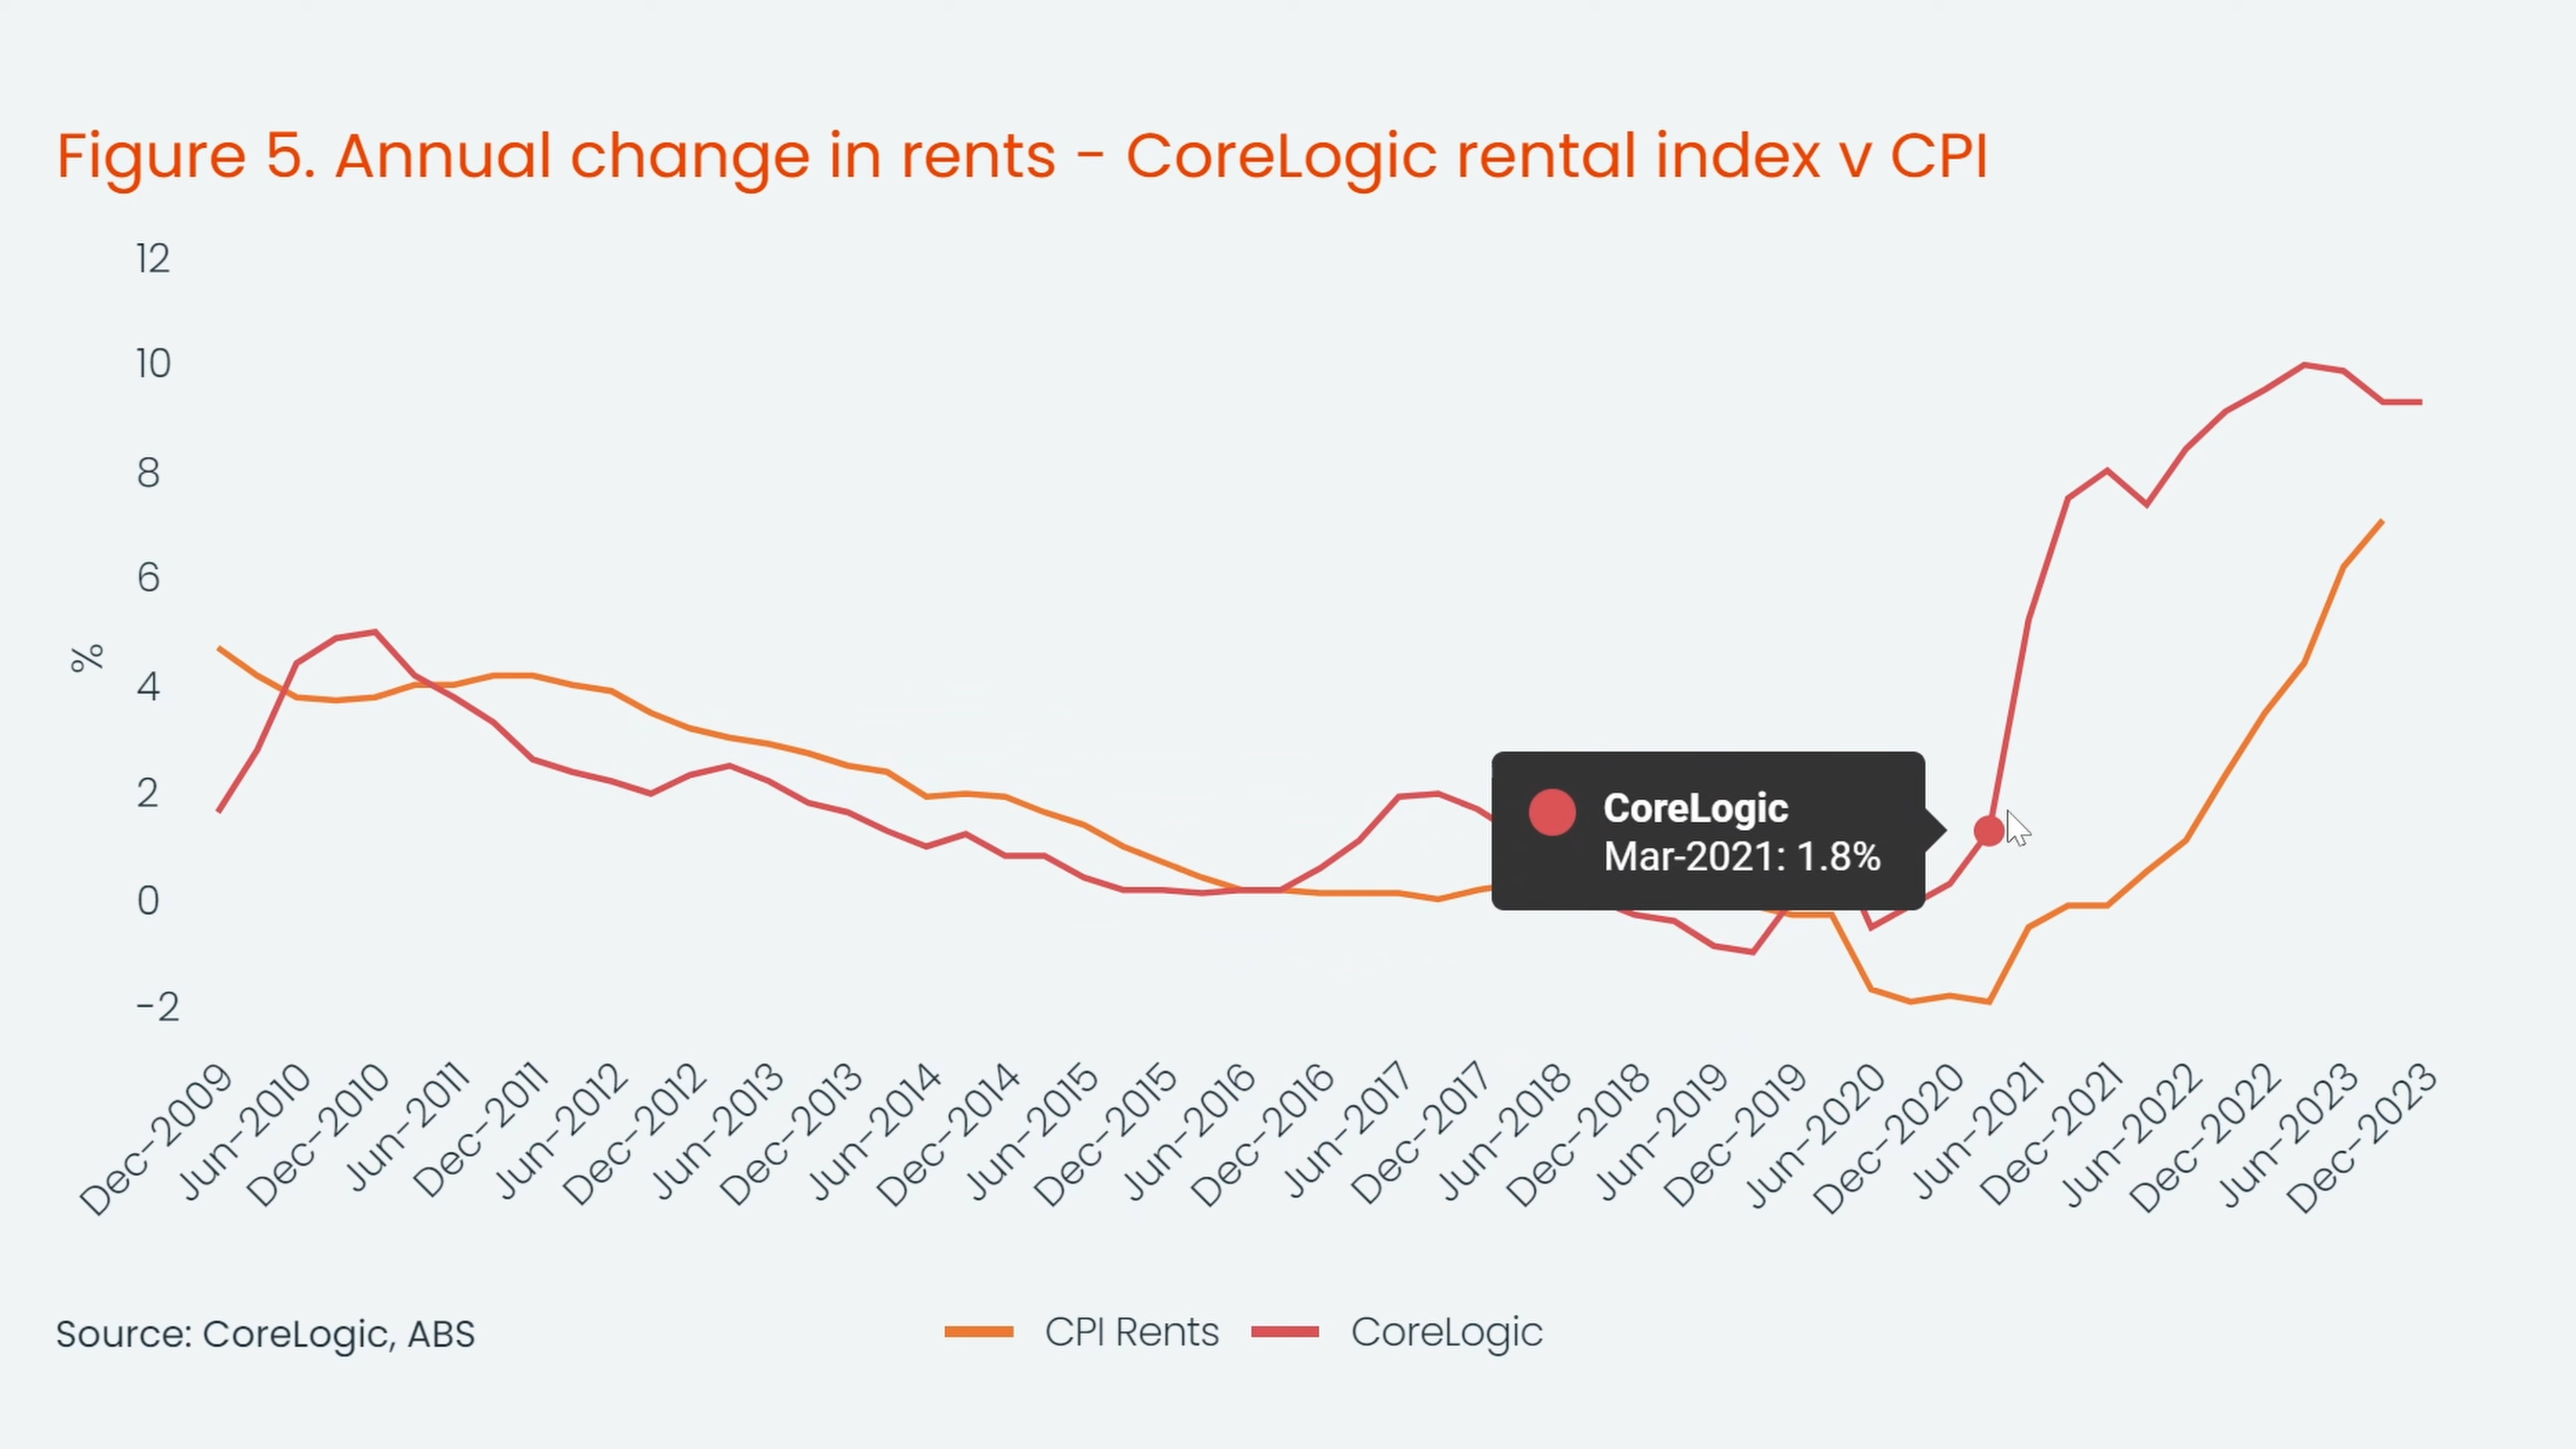 Figure 5. Annual change in rents - CoreLogic rental index v CPI
12
10
8
6
%
4
2
0
-2
CoreLogic
Mar-2021: 1.8%
Dec-2009
Jun-2010
Dec-2010
Jun-2011
Dec-2011
Jun-2012
Dec-2012
Jun-2013
Dec-2013
Jun-2014
Dec-2014
Jun-2015
Dec-2015
Jun-2016
Dec-2016
Jun-2017
Dec-2017
Jun-2018
Dec-2018
Jun-2019
Dec-2019
Jun-2020
Dec-2020
Jun-2021
Dec-2021
Jun-2022
Dec-2022
Jun-2023
Dec-2023
Source: CoreLogic, ABS
CPI Rents
CoreLogic